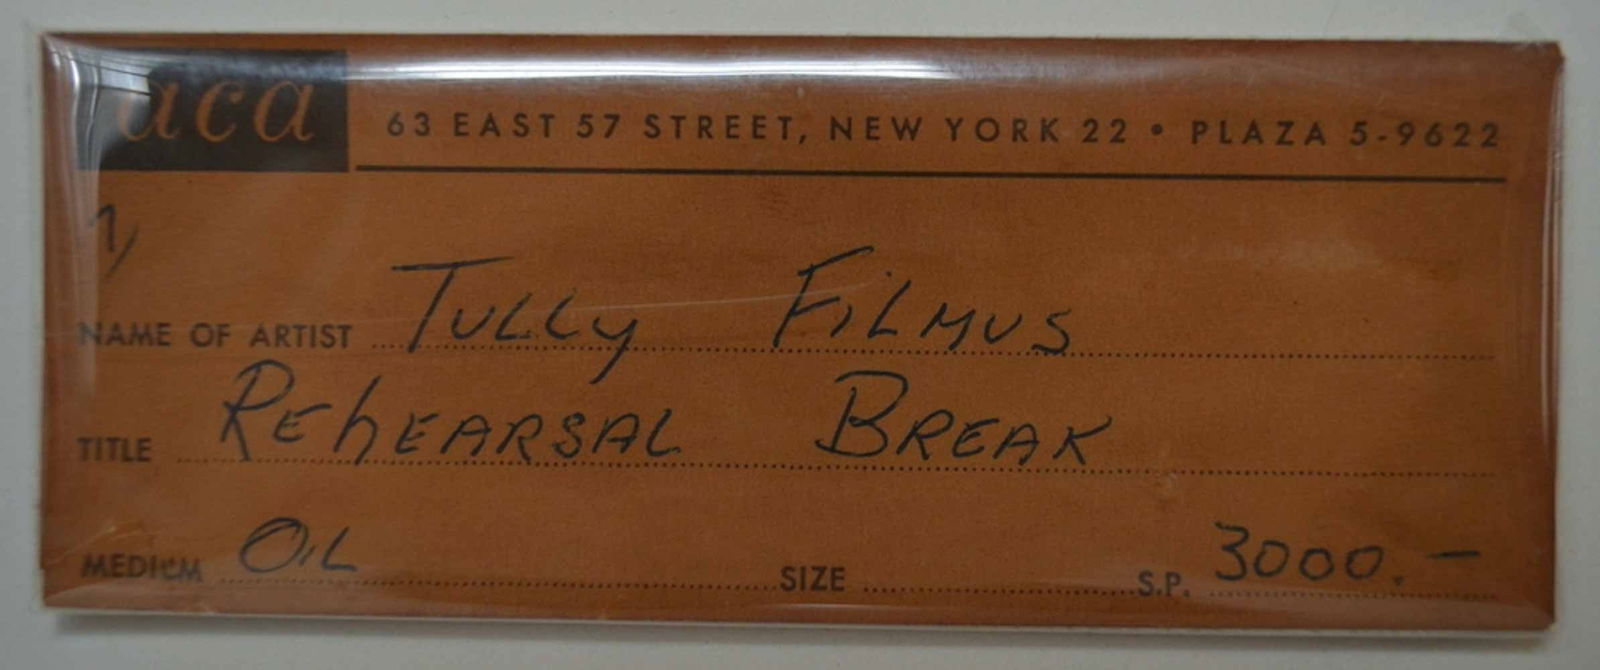 aca
63 EAST 57 STREET, NEW YORK 22 • PLAZA 5-9622
1/
NAME OF ARTIST TULLY FILMUS
TITLE REHEARSAL BREAK
MEDIUM OIL SIZE S.P. 3000.—